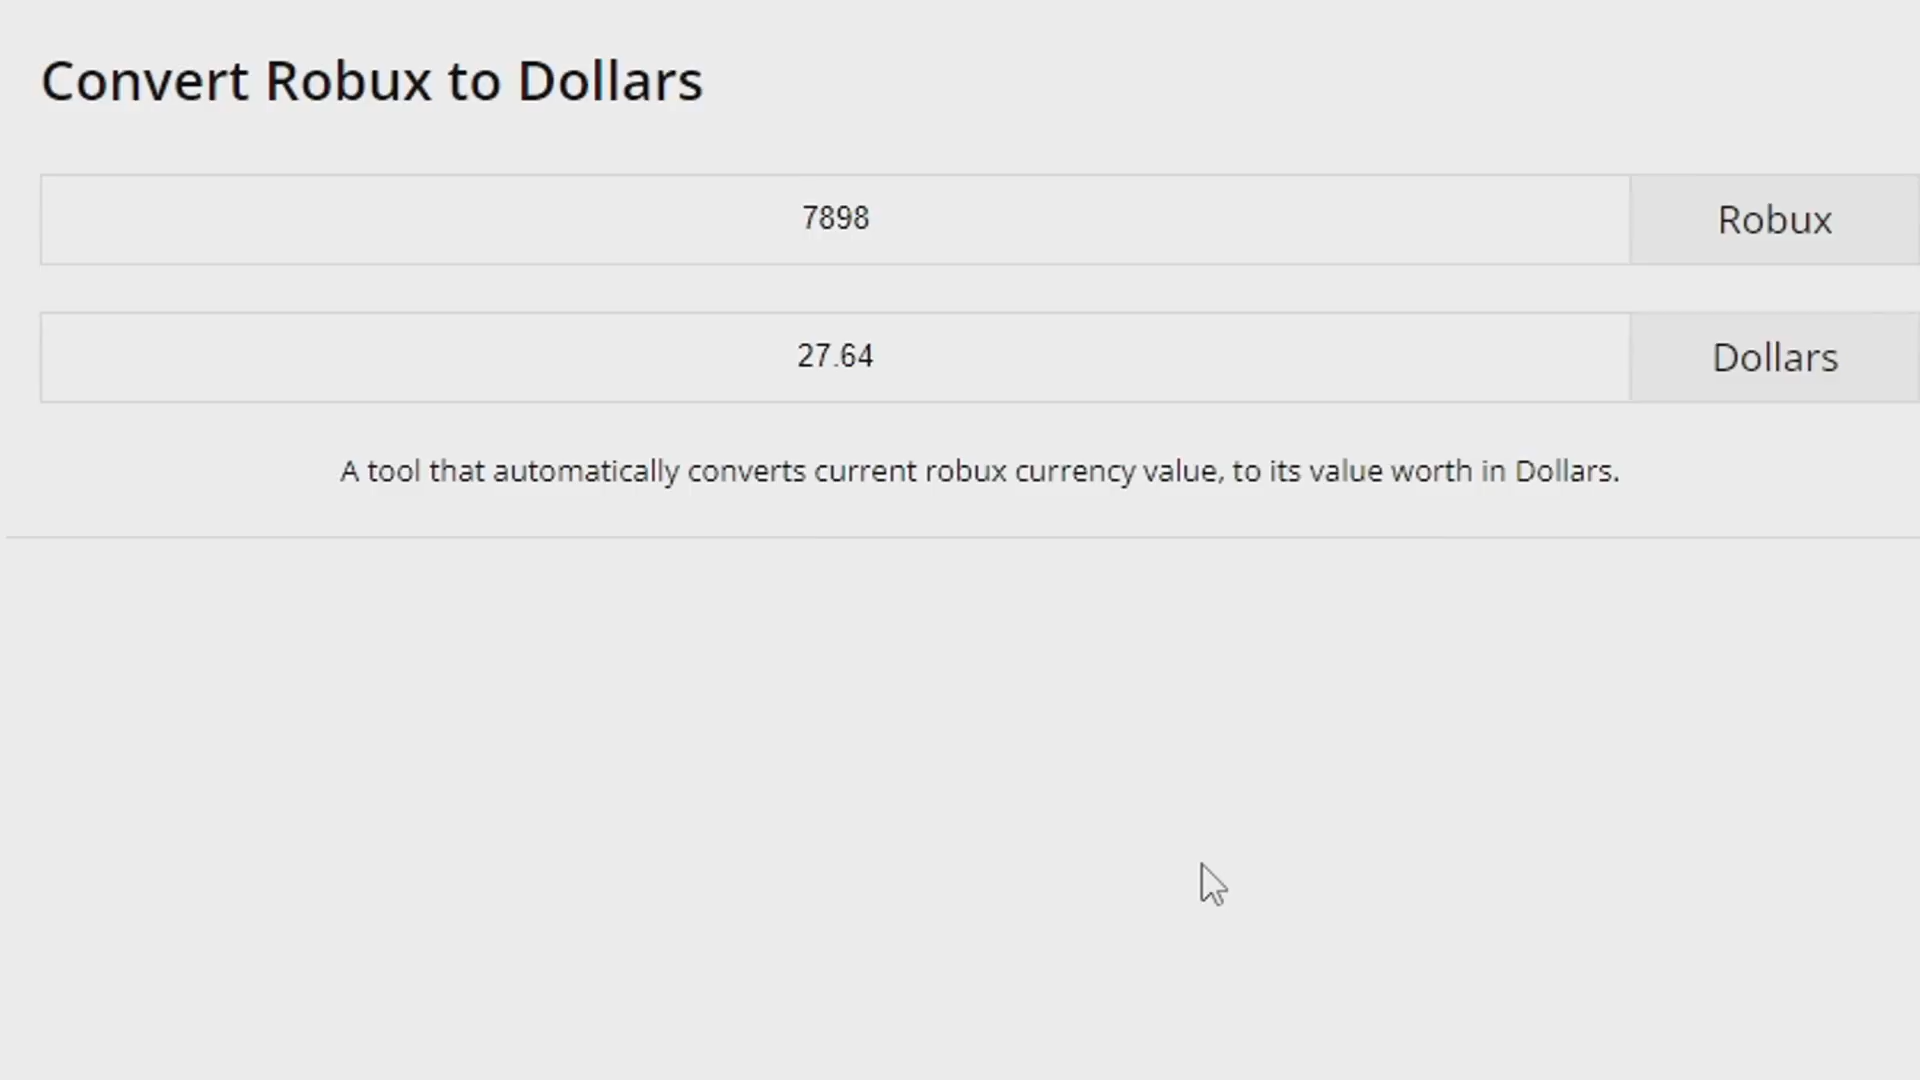 Convert Robux to Dollars
7898 Robux
27.64 Dollars
A tool that automatically converts current robux currency value, to its value worth in Dollars.